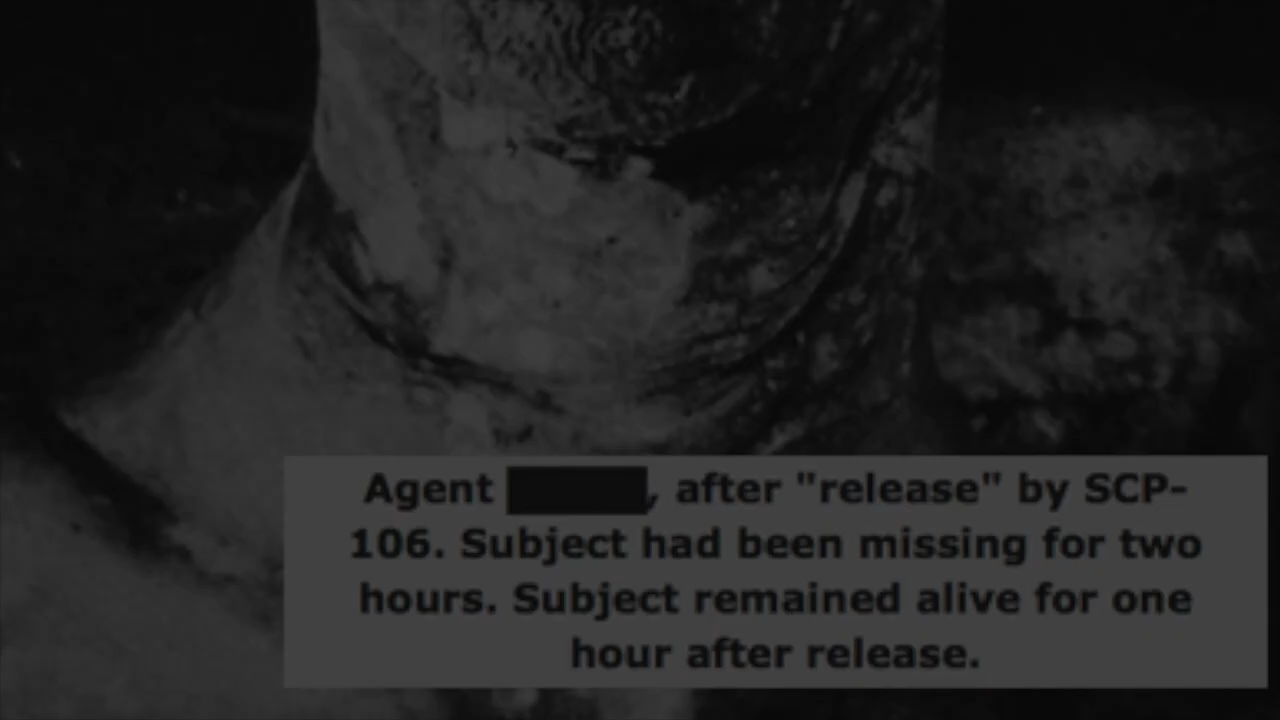 Agent █████, after "release" by SCP-
106. Subject had been missing for two
hours. Subject remained alive for one
hour after release.